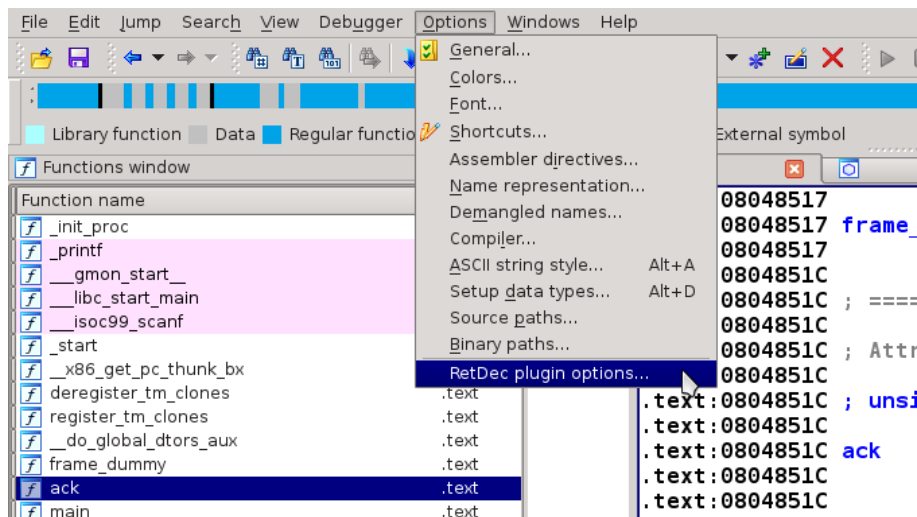 File Edit Jump Search View Debugger Options Windows Help
General...
Colors...
Font...
Shortcuts...
Assembler directives...
Name representation...
Demangled names...
Compiler...
ASCII string style... Alt+A
Setup data types... Alt+D
Source paths...
Binary paths...
RetDec plugin options...
Library function Data Regular functio
External symbol
Functions window
Function name
_init_proc
_printf
___gmon_start__
___libc_start_main
___isoc99_scanf
_start
__x86_get_pc_thunk_bx
deregister_tm_clones .text
register_tm_clones .text
__do_global_dtors_aux .text
frame_dummy .text
ack .text
main .text
08048517
08048517 frame_
08048517
0804851C
0804851C ; ====
0804851C
0804851C ; Attr
0804851C
.text:0804851C ; unsi
.text:0804851C
.text:0804851C ack
.text:0804851C
.text:0804851C